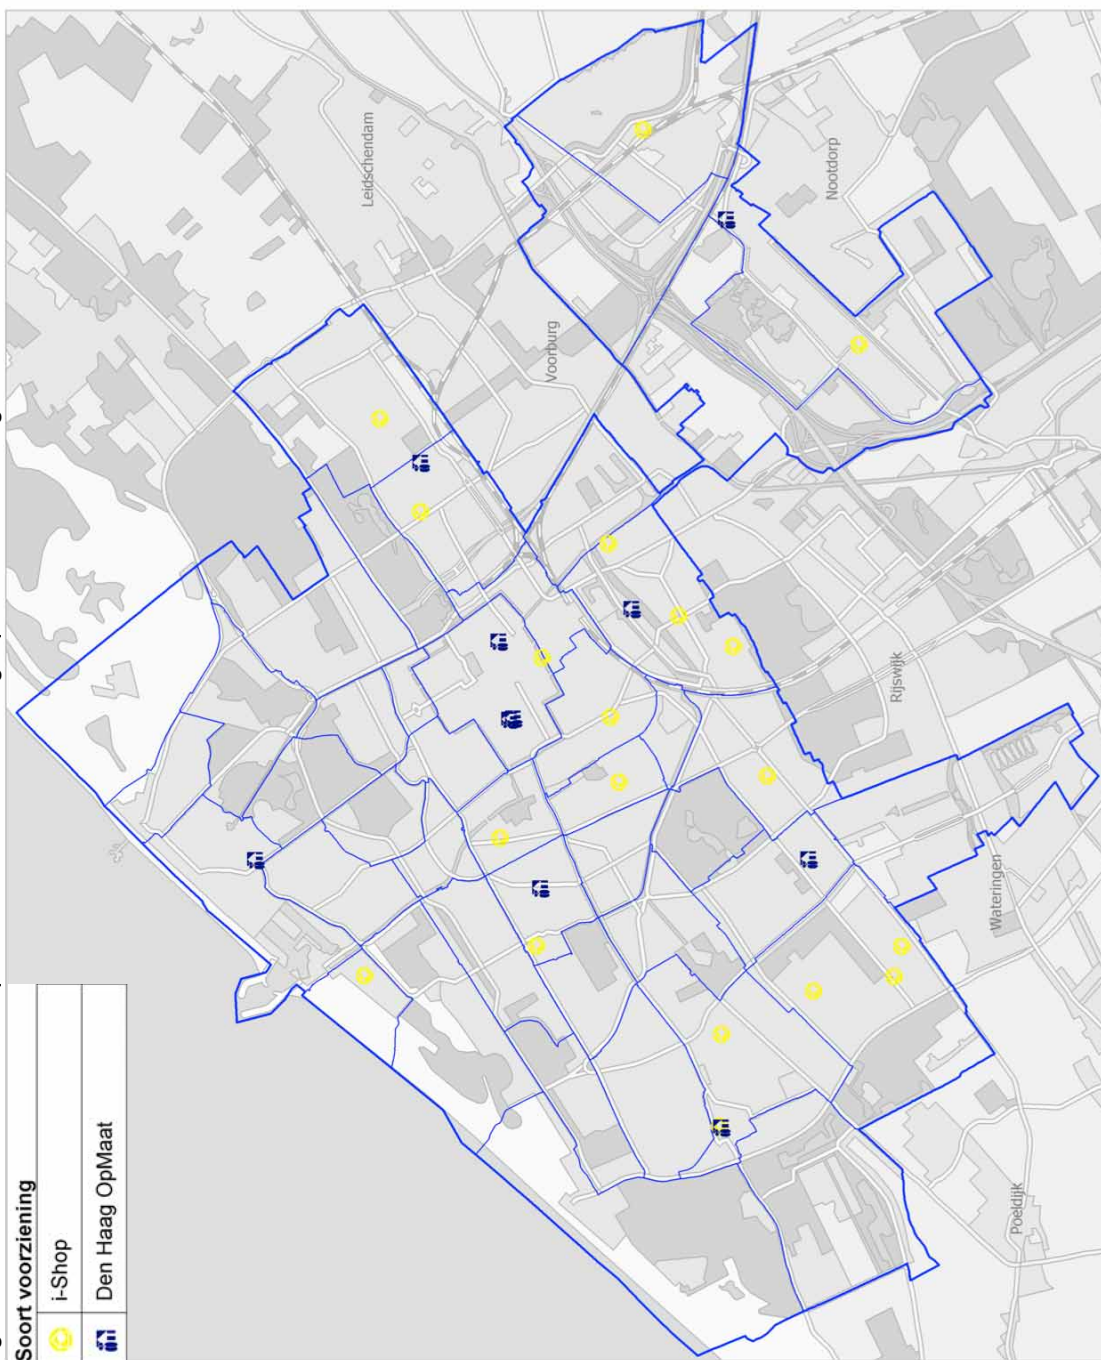 Soort voorziening
i-Shop
Den Haag OpMaat
Leidschendam
Nootdorp
Voorburg
Rijswijk
Wateringen
Poeldijk